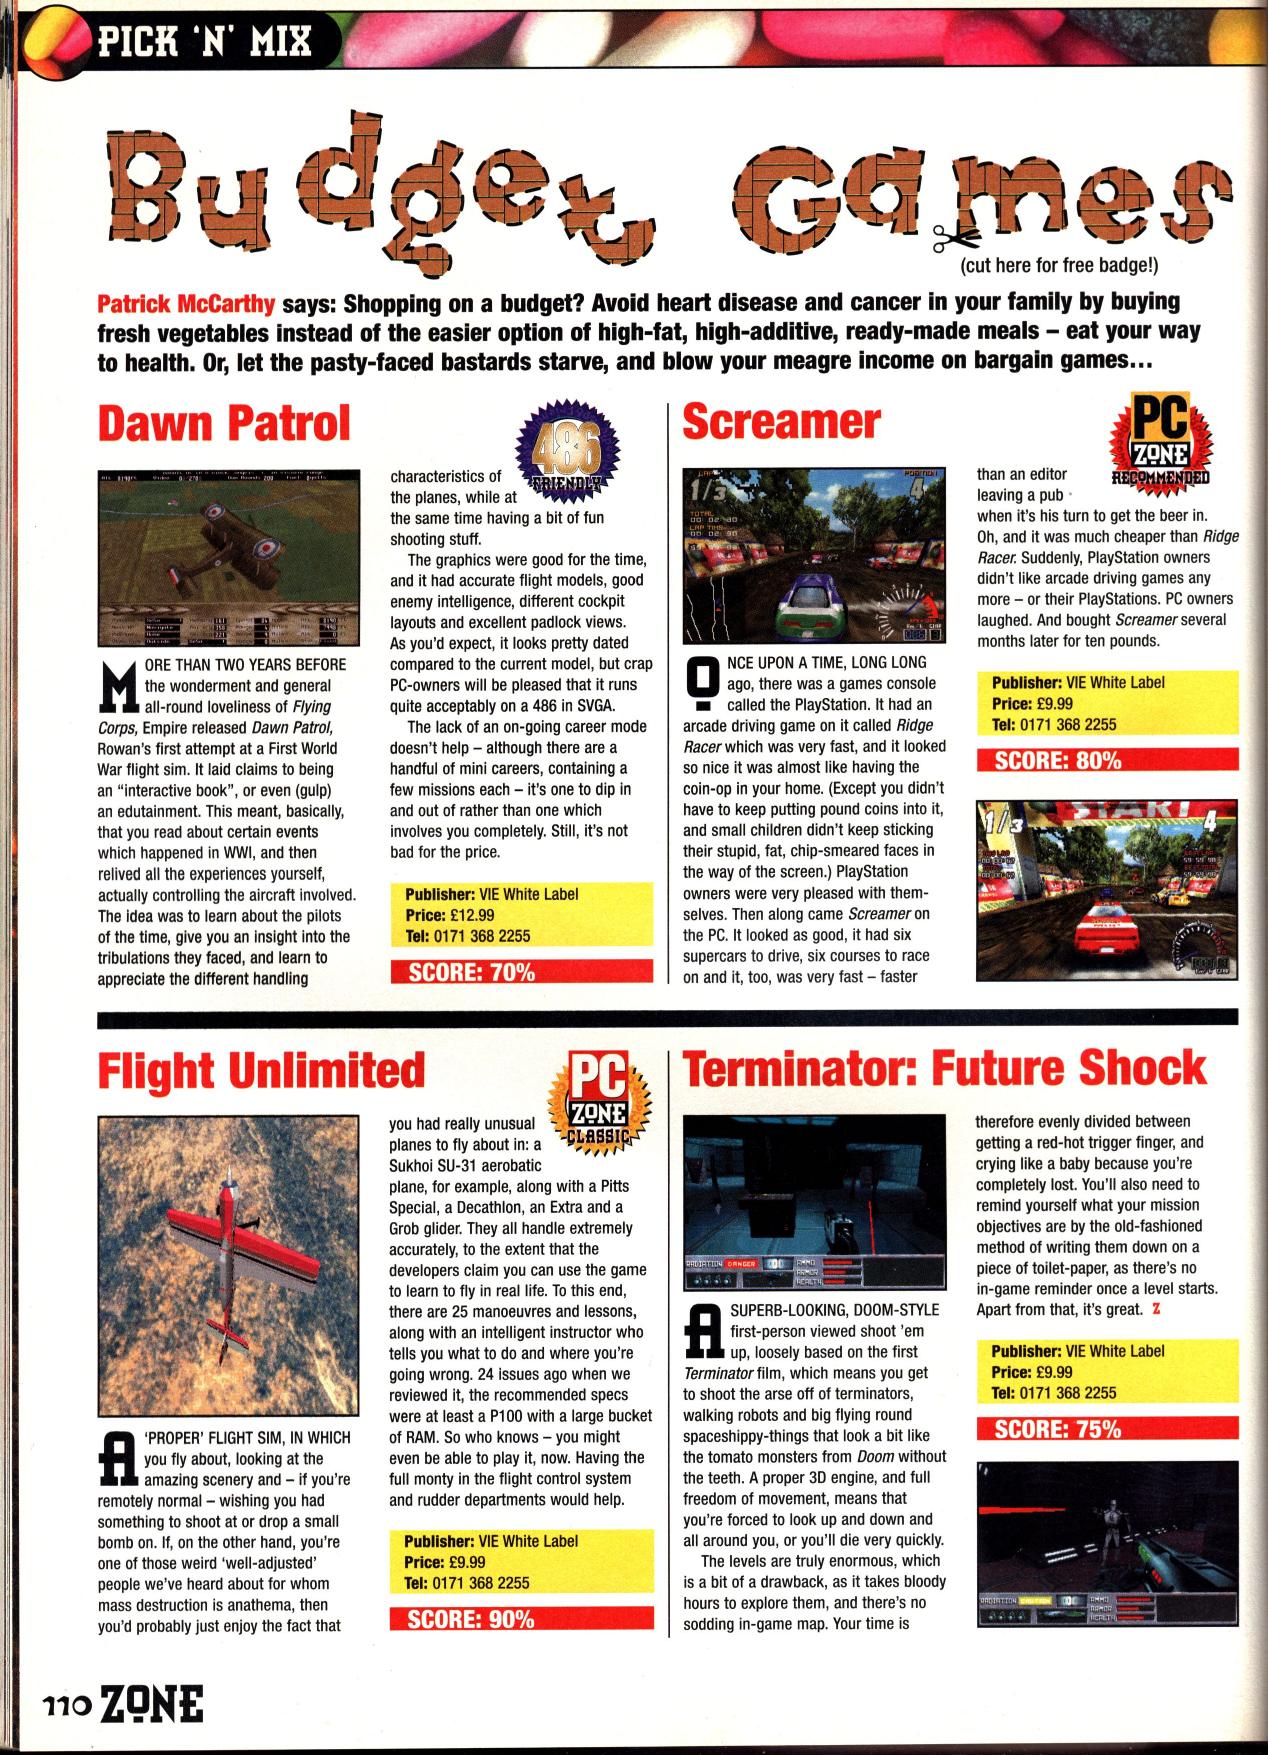 PICK 'N' MIX
Budget Games
(cut here for free badge!)
Patrick McCarthy says: Shopping on a budget? Avoid heart disease and cancer in your family by buying
fresh vegetables instead of the easier option of high-fat, high-additive, ready-made meals – eat your way
to health. Or, let the pasty-faced bastards starve, and blow your meagre income on bargain games...
Dawn Patrol
MORE THAN TWO YEARS BEFORE
the wonderment and general
all-round loveliness of Flying
Corps, Empire released Dawn Patrol,
Rowan's first attempt at a First World
War flight sim. It laid claims to being
an "interactive book", or even (gulp)
an edutainment. This meant, basically,
that you read about certain events
which happened in WWI, and then
relived all the experiences yourself,
actually controlling the aircraft involved.
The idea was to learn about the pilots
of the time, give you an insight into the
tribulations they faced, and learn to
appreciate the different handling
486
FRIENDLY
characteristics of
the planes, while at
the same time having a bit of fun
shooting stuff.
The graphics were good for the time,
and it had accurate flight models, good
enemy intelligence, different cockpit
layouts and excellent padlock views.
As you'd expect, it looks pretty dated
compared to the current model, but crap
PC-owners will be pleased that it runs
quite acceptably on a 486 in SVGA.
The lack of an on-going career mode
doesn't help – although there are a
handful of mini careers, containing a
few missions each – it's one to dip in
and out of rather than one which
involves you completely. Still, it's not
bad for the price.
Publisher: VIE White Label
Price: £12.99
Tel: 0171 368 2255
SCORE: 70%
Screamer
LAP
1/3
POSITION
4
TOTAL
LAP TIME
ONCE UPON A TIME, LONG LONG
ago, there was a games console
called the PlayStation. It had an
arcade driving game on it called Ridge
Racer which was very fast, and it looked
so nice it was almost like having the
coin-op in your home. (Except you didn't
have to keep putting pound coins into it,
and small children didn't keep sticking
their stupid, fat, chip-smeared faces in
the way of the screen.) PlayStation
owners were very pleased with them-
selves. Then along came Screamer on
the PC. It looked as good, it had six
supercars to drive, six courses to race
on and it, too, was very fast – faster
PC
ZONE
RECOMMENDED
than an editor
leaving a pub
when it's his turn to get the beer in.
Oh, and it was much cheaper than Ridge
Racer. Suddenly, PlayStation owners
didn't like arcade driving games any
more – or their PlayStations. PC owners
laughed. And bought Screamer several
months later for ten pounds.
Publisher: VIE White Label
Price: £9.99
Tel: 0171 368 2255
SCORE: 80%
START
1/3
4
Flight Unlimited
A 'PROPER' FLIGHT SIM, IN WHICH
you fly about, looking at the
amazing scenery and – if you're
remotely normal – wishing you had
something to shoot at or drop a small
bomb on. If, on the other hand, you're
one of those weird 'well-adjusted'
people we've heard about for whom
mass destruction is anathema, then
you'd probably just enjoy the fact that
PC
ZONE
CLASSIC
you had really unusual
planes to fly about in: a
Sukhoi SU-31 aerobatic
plane, for example, along with a Pitts
Special, a Decathlon, an Extra and a
Grob glider. They all handle extremely
accurately, to the extent that the
developers claim you can use the game
to learn to fly in real life. To this end,
there are 25 manoeuvres and lessons,
along with an intelligent instructor who
tells you what to do and where you're
going wrong. 24 issues ago when we
reviewed it, the recommended specs
were at least a P100 with a large bucket
of RAM. So who knows – you might
even be able to play it, now. Having the
full monty in the flight control system
and rudder departments would help.
Publisher: VIE White Label
Price: £9.99
Tel: 0171 368 2255
SCORE: 90%
Terminator: Future Shock
RADIATION DANGER
AMMO
ARMOR
HEALTH
A SUPERB-LOOKING, DOOM-STYLE
first-person viewed shoot 'em
up, loosely based on the first
Terminator film, which means you get
to shoot the arse off of terminators,
walking robots and big flying round
spaceshippy-things that look a bit like
the tomato monsters from Doom without
the teeth. A proper 3D engine, and full
freedom of movement, means that
you're forced to look up and down and
all around you, or you'll die very quickly.
The levels are truly enormous, which
is a bit of a drawback, as it takes bloody
hours to explore them, and there's no
sodding in-game map. Your time is
therefore evenly divided between
getting a red-hot trigger finger, and
crying like a baby because you're
completely lost. You'll also need to
remind yourself what your mission
objectives are by the old-fashioned
method of writing them down on a
piece of toilet-paper, as there's no
in-game reminder once a level starts.
Apart from that, it's great. Z
Publisher: VIE White Label
Price: £9.99
Tel: 0171 368 2255
SCORE: 75%
RADIATION CAUTION
AMMO
ARMOR
HEALTH
110 ZONE